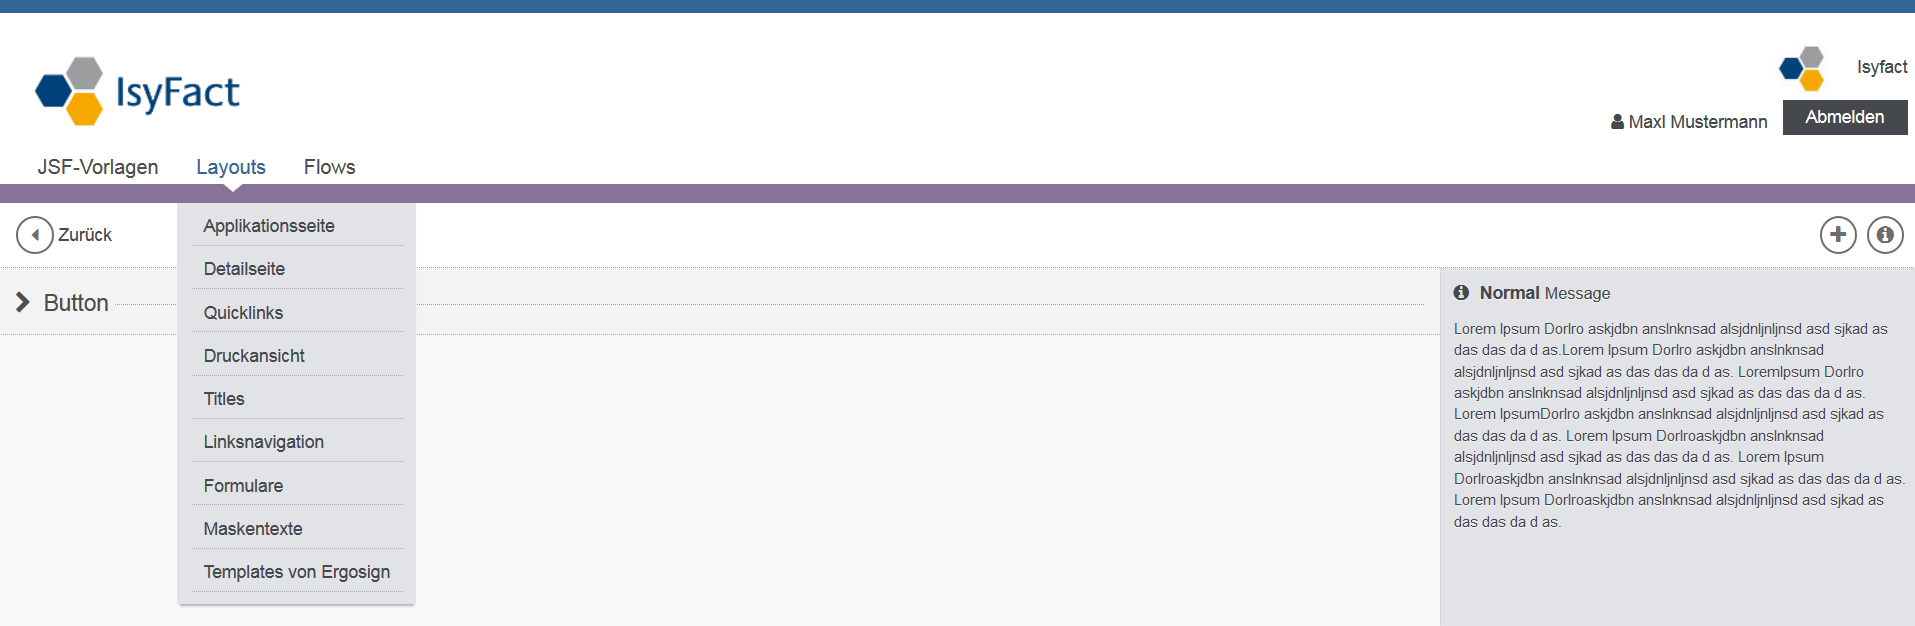 IsyFact
Isyfact
Maxl Mustermann
Abmelden
JSF-Vorlagen
Layouts
Flows
Zurück
Applikationsseite
Detailseite
Quicklinks
Druckansicht
Titles
Linksnavigation
Formulare
Maskentexte
Templates von Ergosign
Button
Normal Message
Lorem Ipsum Dorlro askjdbn anslnknsad alsjdnljnljnsd asd sjkad as
das das da d as.Lorem Ipsum Dorlro askjdbn anslnknsad
alsjdnljnljnsd asd sjkad as das das da d as. LoremIpsum Dorlro
askjdbn anslnknsad alsjdnljnljnsd asd sjkad as das das da d as.
Lorem IpsumDorlro askjdbn anslnknsad alsjdnljnljnsd asd sjkad as
das das da d as. Lorem Ipsum Dorlroaskjdbn anslnknsad
alsjdnljnljnsd asd sjkad as das das da d as. Lorem Ipsum
Dorlroaskjdbn anslnknsad alsjdnljnljnsd asd sjkad as das das da d as.
Lorem Ipsum Dorlroaskjdbn anslnknsad alsjdnljnljnsd asd sjkad as
das das da d as.